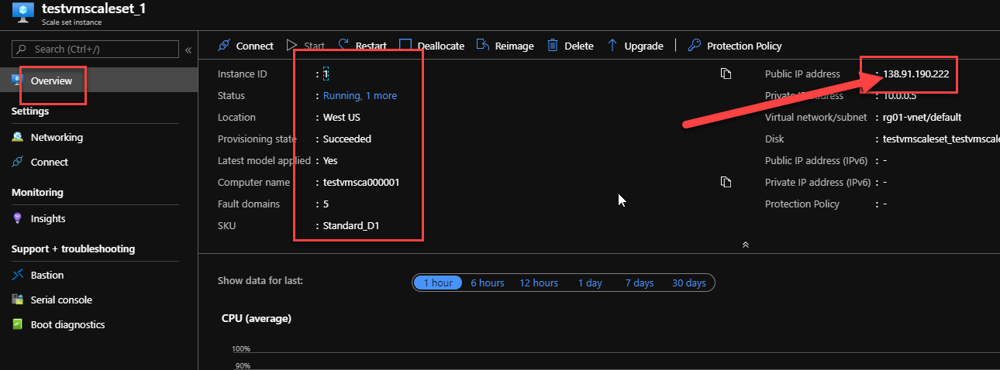 testvmscaleset_1
Scale set instance
Search (Ctrl+/)
«
Overview
Settings
Networking
Connect
Monitoring
Insights
Support + troubleshooting
Bastion
Serial console
Boot diagnostics
Connect Start Restart Deallocate Reimage Delete Upgrade Protection Policy
Instance ID : 1
Status : Running, 1 more
Location : West US
Provisioning state : Succeeded
Latest model applied : Yes
Computer name : testvmsca000001
Fault domains : 5
SKU : Standard_D1
Public IP address : 138.91.190.222
Private IP address : 10.0.0.5
Virtual network/subnet : rg01-vnet/default
Disk : testvmscaleset_testvmscale
Public IP address (IPv6) : -
Private IP address (IPv6) : -
Protection Policy : -
Show data for last:
1 hour 6 hours 12 hours 1 day 7 days 30 days
CPU (average)
100%
90%